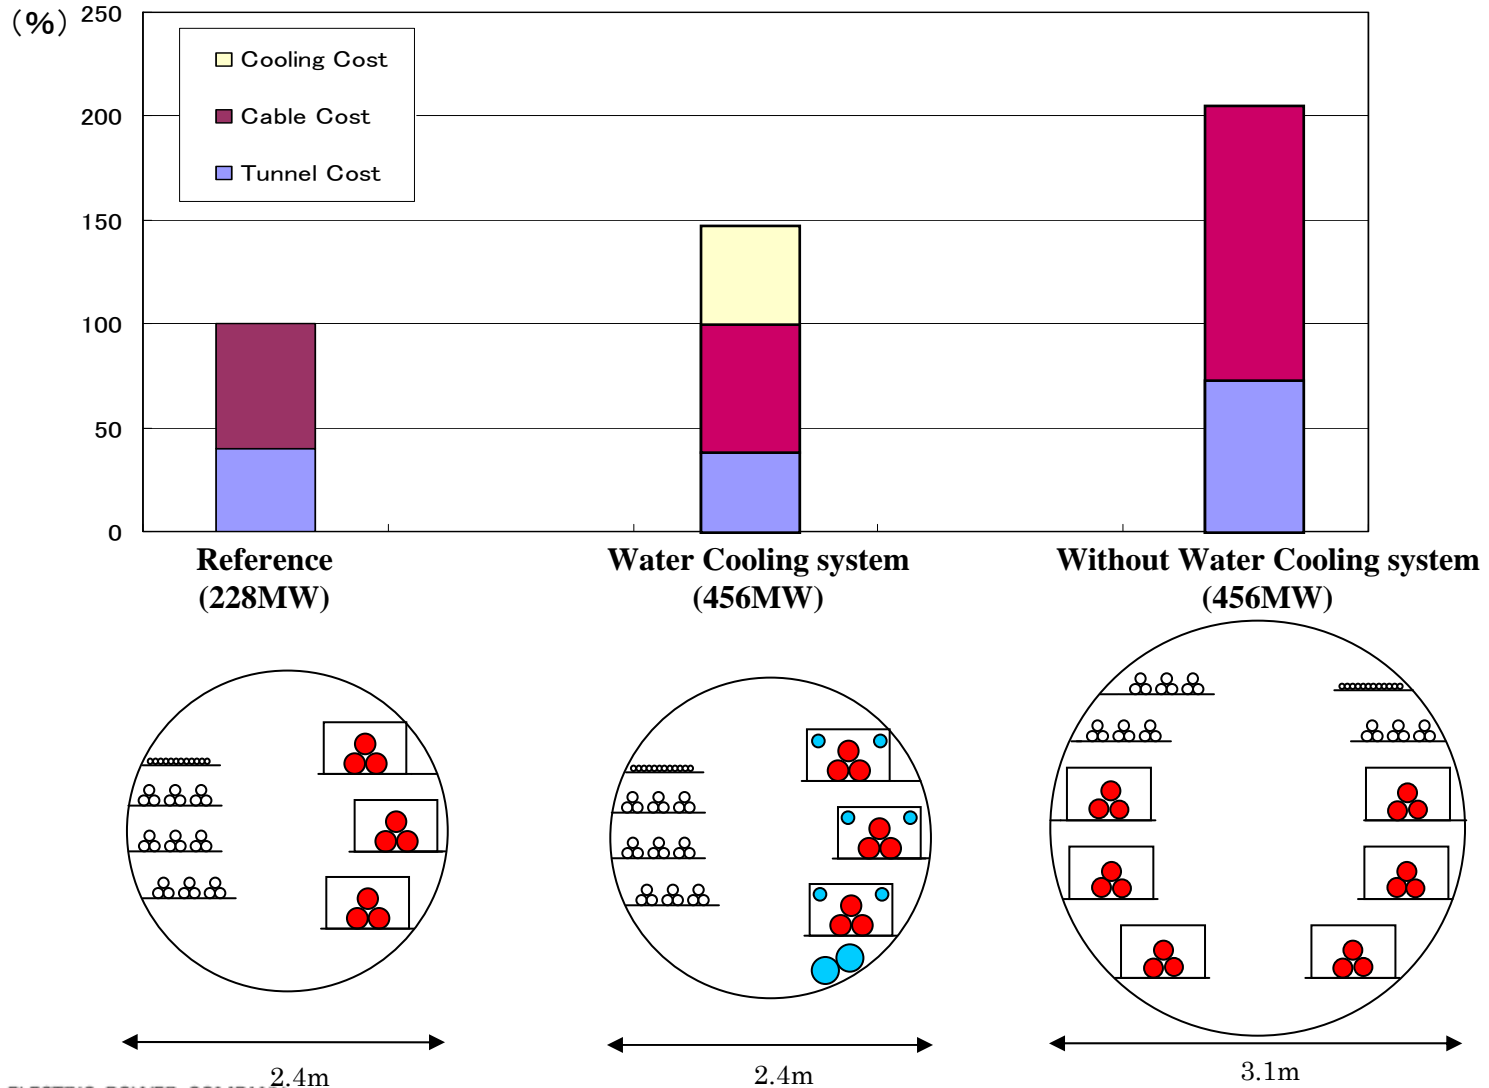 (%)
250
200
150
100
50
0
Cooling Cost
Cable Cost
Tunnel Cost
Reference
(228MW)
Water Cooling system
(456MW)
Without Water Cooling system
(456MW)
2.4m
2.4m
3.1m